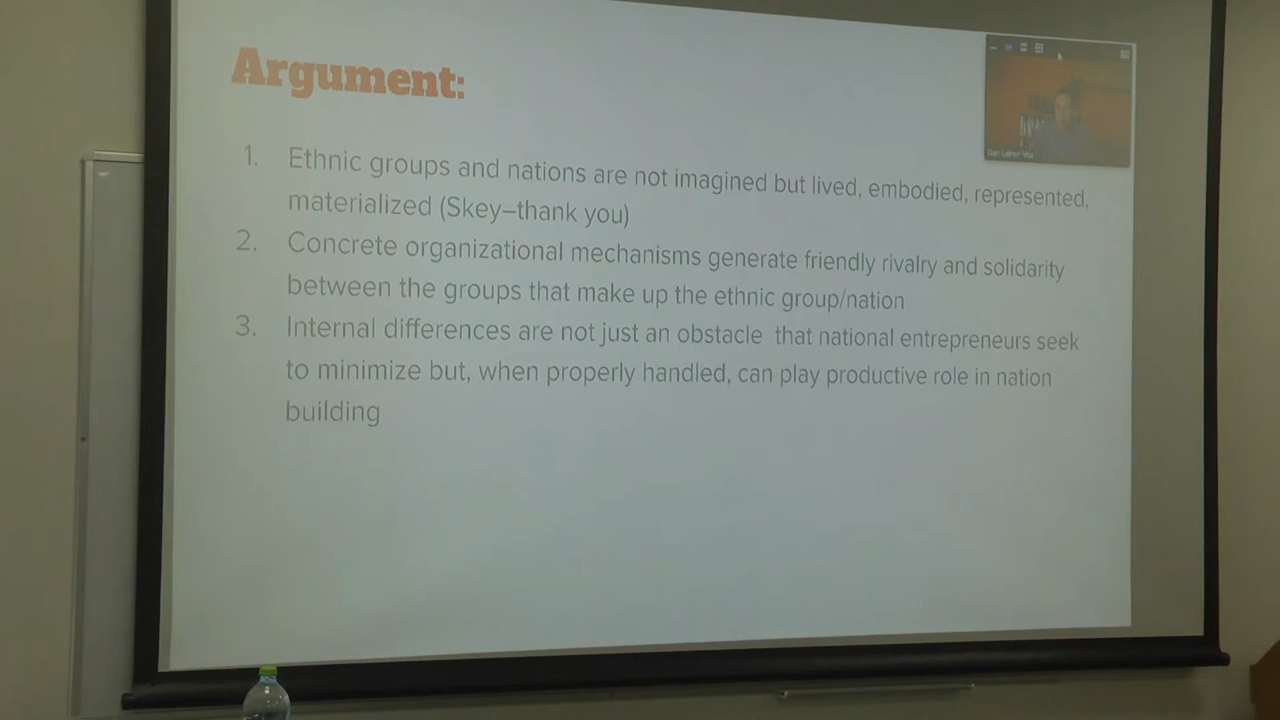 Argument:
1. Ethnic groups and nations are not imagined but lived, embodied, represented,
materialized (Skey–thank you)
2. Concrete organizational mechanisms generate friendly rivalry and solidarity
between the groups that make up the ethnic group/nation
3. Internal differences are not just an obstacle that national entrepreneurs seek
to minimize but, when properly handled, can play productive role in nation
building